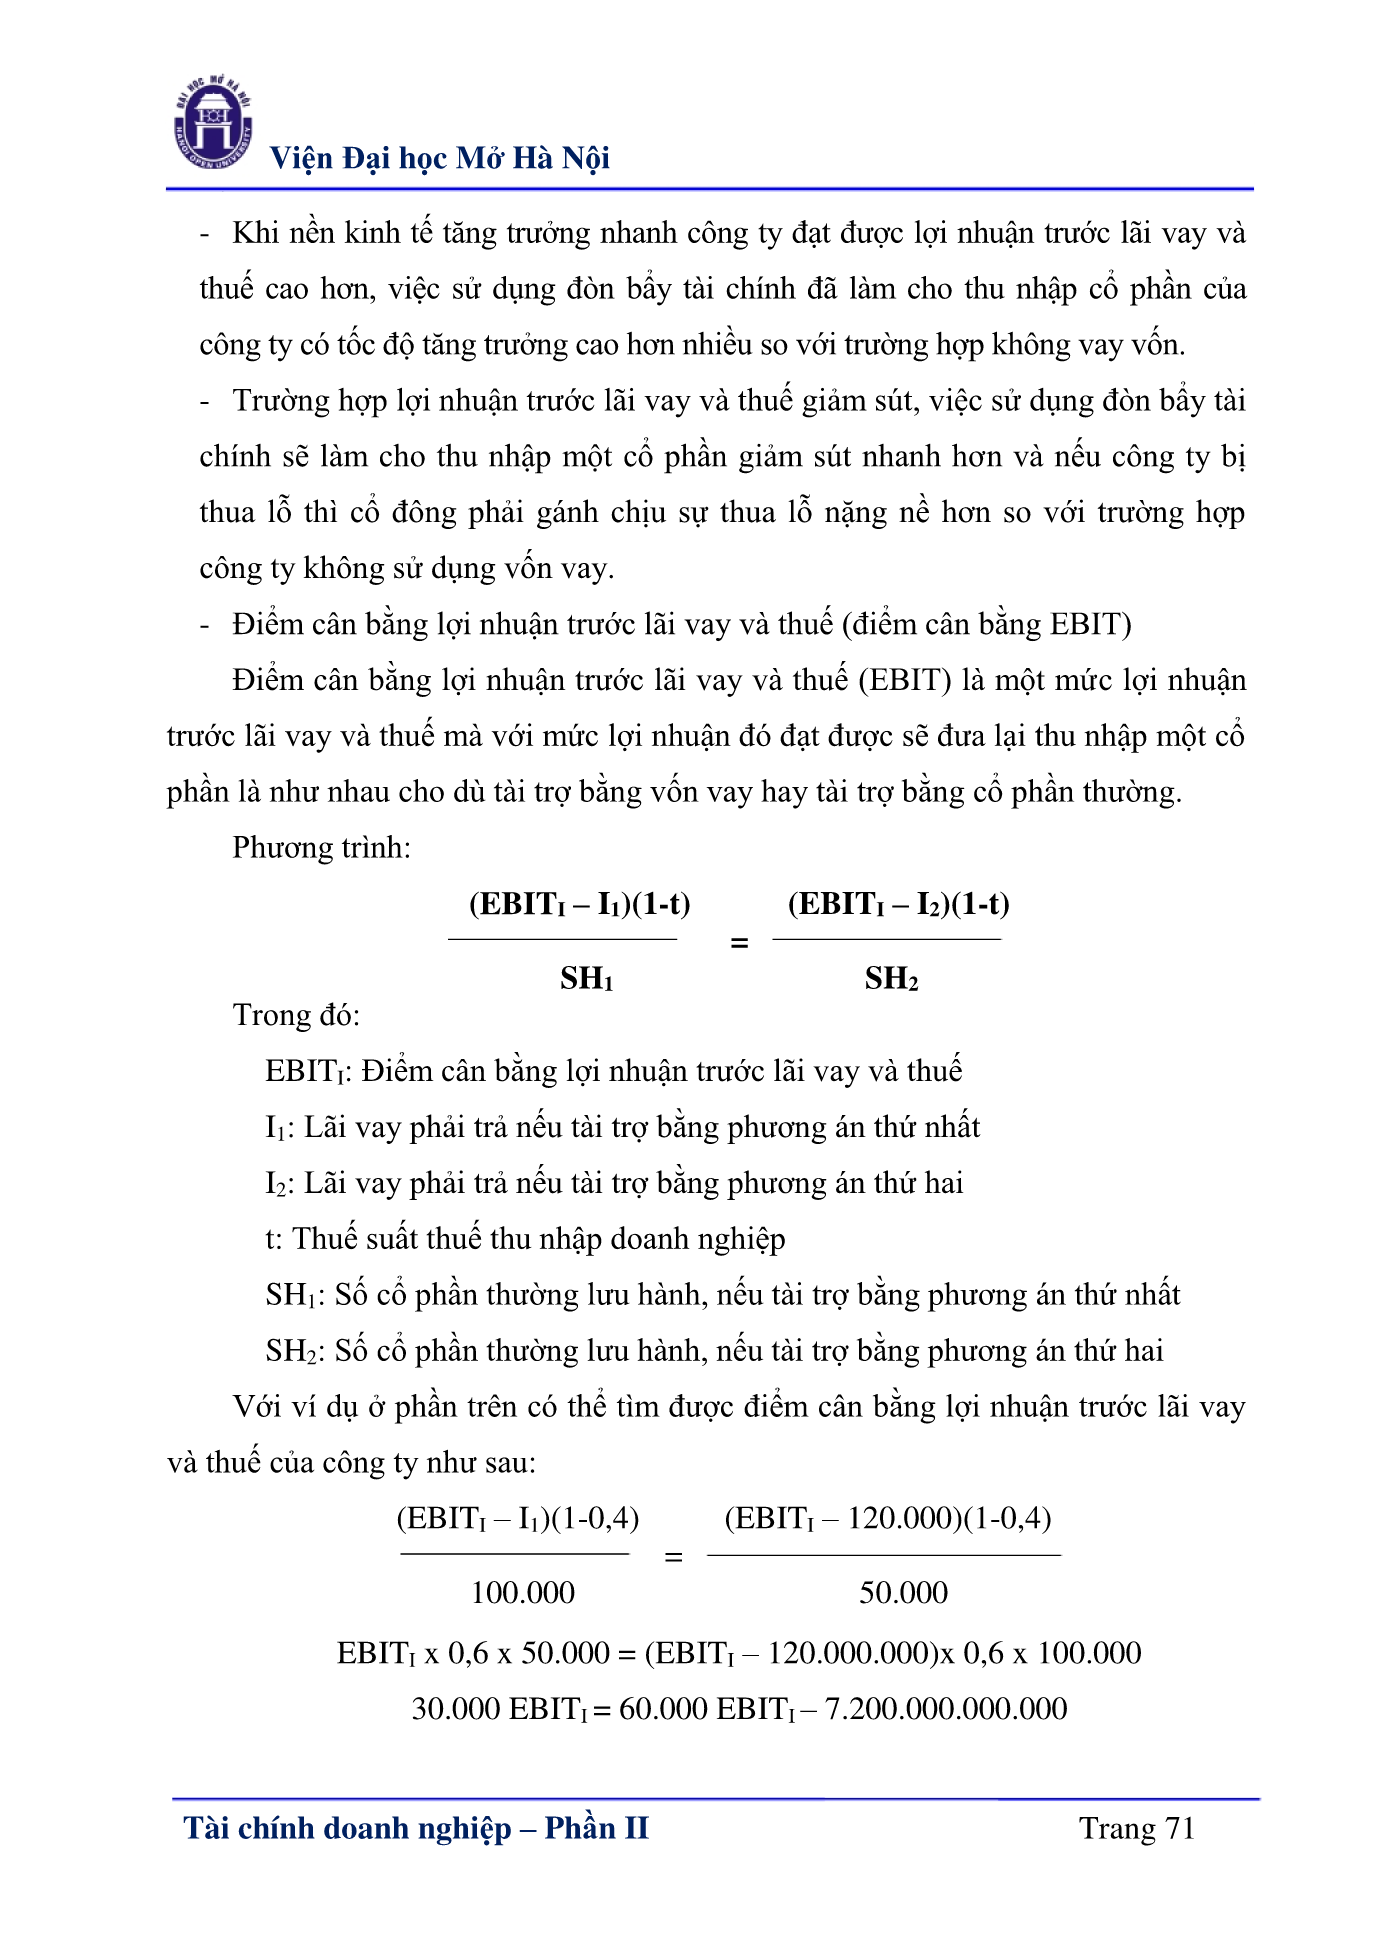 ĐẠI HỌC MỞ HÀ NỘI
HANOI OPEN UNIVERSITY
Viện Đại học Mở Hà Nội
- Khi nền kinh tế tăng trưởng nhanh công ty đạt được lợi nhuận trước lãi vay và
thuế cao hơn, việc sử dụng đòn bẩy tài chính đã làm cho thu nhập cổ phần của
công ty có tốc độ tăng trưởng cao hơn nhiều so với trường hợp không vay vốn.
- Trường hợp lợi nhuận trước lãi vay và thuế giảm sút, việc sử dụng đòn bẩy tài
chính sẽ làm cho thu nhập một cổ phần giảm sút nhanh hơn và nếu công ty bị
thua lỗ thì cổ đông phải gánh chịu sự thua lỗ nặng nề hơn so với trường hợp
công ty không sử dụng vốn vay.
- Điểm cân bằng lợi nhuận trước lãi vay và thuế (điểm cân bằng EBIT)
Điểm cân bằng lợi nhuận trước lãi vay và thuế (EBIT) là một mức lợi nhuận
trước lãi vay và thuế mà với mức lợi nhuận đó đạt được sẽ đưa lại thu nhập một cổ
phần là như nhau cho dù tài trợ bằng vốn vay hay tài trợ bằng cổ phần thường.
Phương trình:
(EBIT_I – I₁)(1-t) (EBIT_I – I₂)(1-t)
=
SH₁ SH₂
Trong đó:
EBIT_I: Điểm cân bằng lợi nhuận trước lãi vay và thuế
I₁: Lãi vay phải trả nếu tài trợ bằng phương án thứ nhất
I₂: Lãi vay phải trả nếu tài trợ bằng phương án thứ hai
t: Thuế suất thuế thu nhập doanh nghiệp
SH₁: Số cổ phần thường lưu hành, nếu tài trợ bằng phương án thứ nhất
SH₂: Số cổ phần thường lưu hành, nếu tài trợ bằng phương án thứ hai
Với ví dụ ở phần trên có thể tìm được điểm cân bằng lợi nhuận trước lãi vay
và thuế của công ty như sau:
(EBIT_I – I₁)(1-0,4) (EBIT_I – 120.000)(1-0,4)
=
100.000 50.000
EBIT_I x 0,6 x 50.000 = (EBIT_I – 120.000.000)x 0,6 x 100.000
30.000 EBIT_I = 60.000 EBIT_I – 7.200.000.000.000
Tài chính doanh nghiệp – Phần II Trang 71